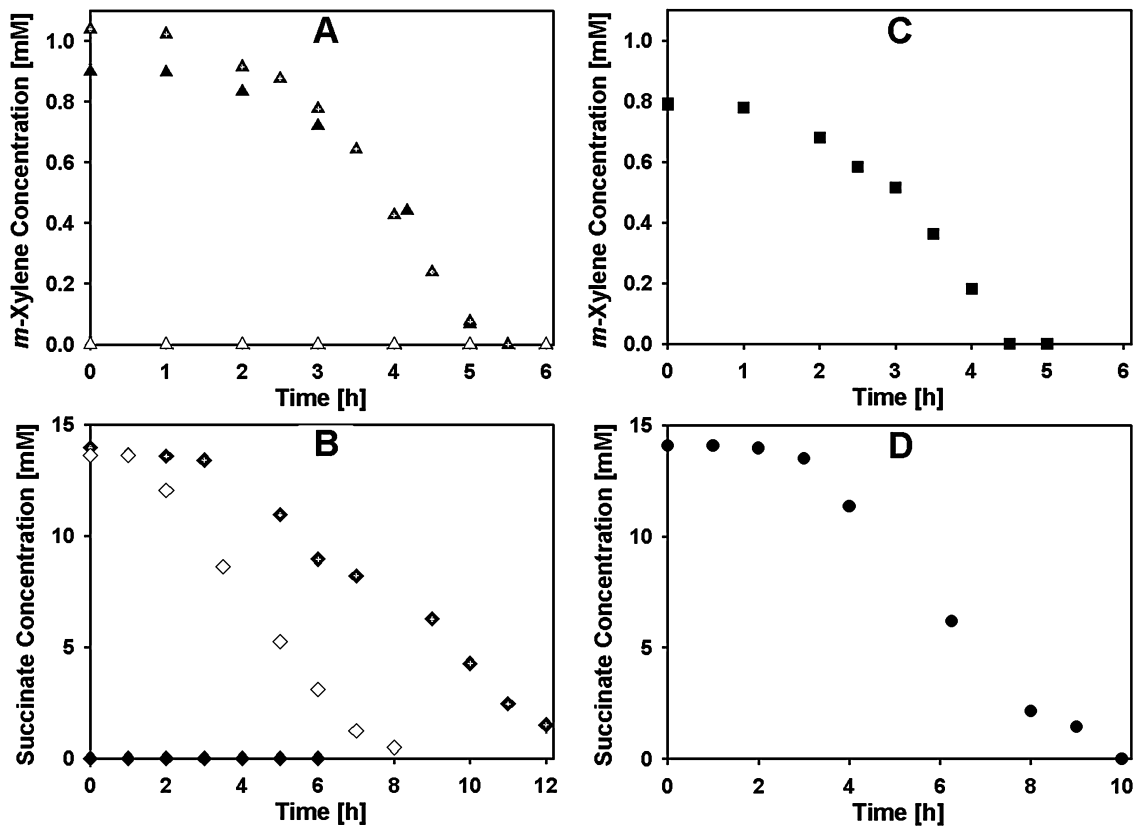 A
m-Xylene Concentration [mM]
1.0
0.8
0.6
0.4
0.2
0.0
0 1 2 3 4 5 6
Time [h]
C
m-Xylene Concentration [mM]
1.0
0.8
0.6
0.4
0.2
0.0
0 1 2 3 4 5 6
Time [h]
B
Succinate Concentration [mM]
15
10
5
0
0 2 4 6 8 10 12
Time [h]
D
Succinate Concentration [mM]
15
10
5
0
0 2 4 6 8 10
Time [h]